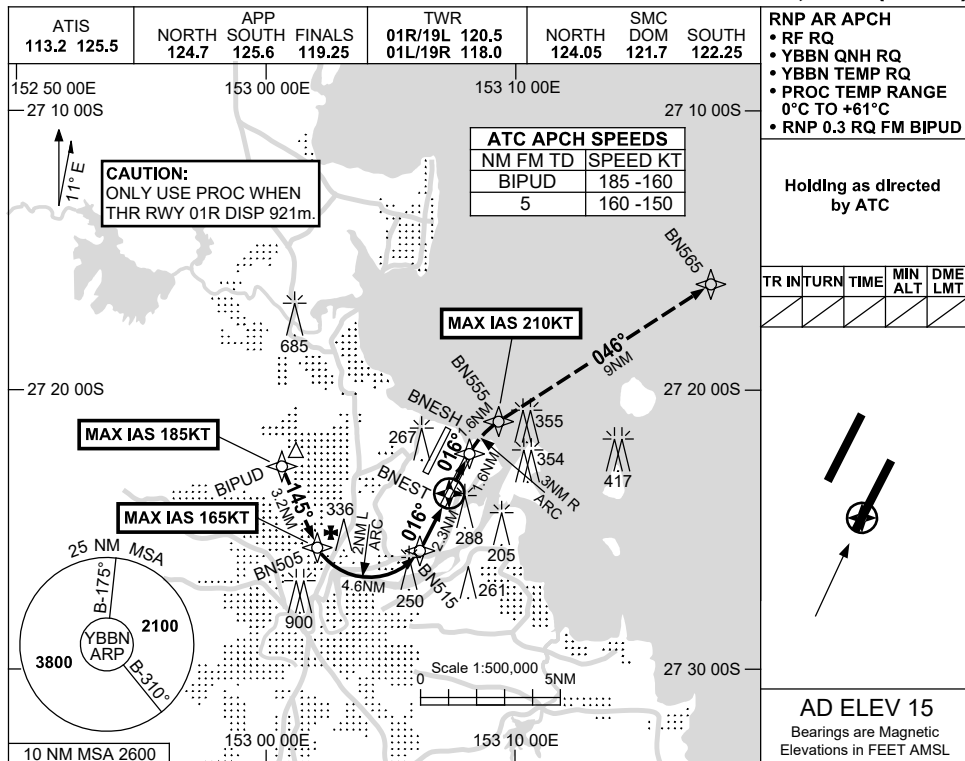 ATIS
113.2 125.5
APP
NORTH SOUTH FINALS
124.7 125.6 119.25
TWR
01R/19L 120.5
01L/19R 118.0
SMC
NORTH DOM SOUTH
124.05 121.7 122.25
RNP AR APCH
• RF RQ
• YBBN QNH RQ
• YBBN TEMP RQ
• PROC TEMP RANGE
0°C TO +61°C
• RNP 0.3 RQ FM BIPUD
Holding as directed
by ATC
TR IN TURN TIME MIN ALT DME LMT
152 50 00E
153 00 00E
153 10 00E
27 10 00S
27 10 00S
11° E
CAUTION:
ONLY USE PROC WHEN
THR RWY 01R DISP 921m.
ATC APCH SPEEDS
NM FM TD SPEED KT
BIPUD 185 -160
5 160 -150
BN565
685
MAX IAS 210KT
046°
9NM
27 20 00S
27 20 00S
BN555
BNESH
1.6NM
355
MAX IAS 185KT
267
016°
354
417
BIPUD
BNEST
1.6NM
3NM R
ARC
145°
3.2NM
MAX IAS 165KT
336
2NM L
ARC
016°
2.3NM
288
205
BN505
4.6NM
BN515
250
261
900
25 NM MSA
B-175°
YBBN
ARP
2100
3800
B-310°
10 NM MSA 2600
Scale 1:500,000
0 5NM
27 30 00S
153 00 00E
153 10 00E
AD ELEV 15
Bearings are Magnetic
Elevations in FEET AMSL